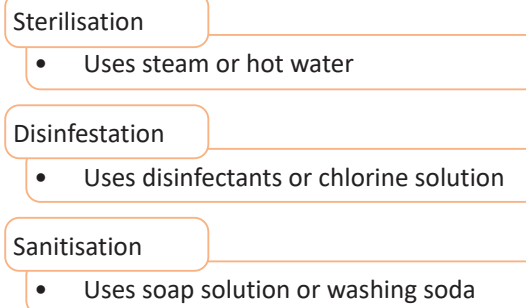 Sterilisation
• Uses steam or hot water
Disinfestation
• Uses disinfectants or chlorine solution
Sanitisation
• Uses soap solution or washing soda